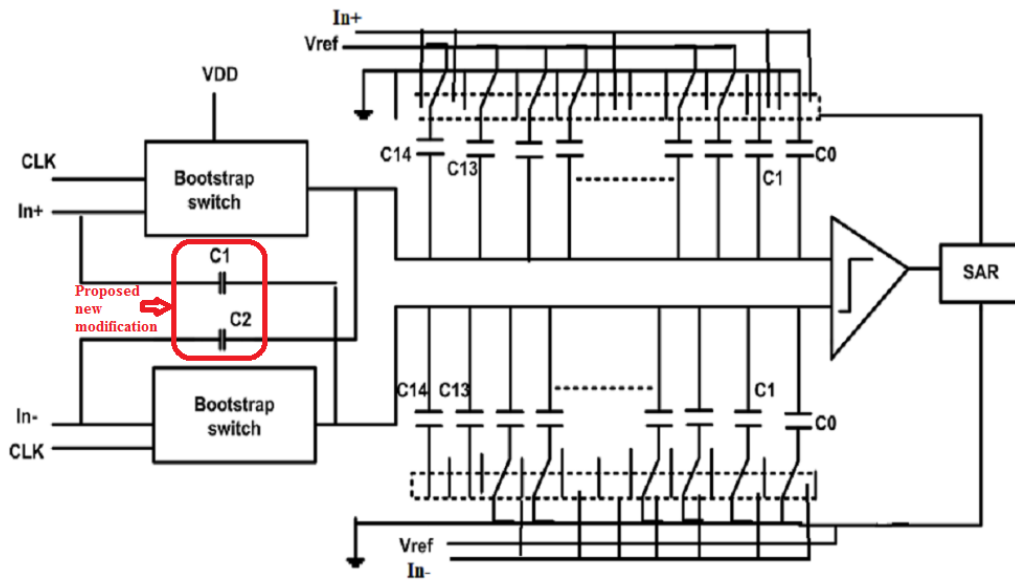 In+
Vref
VDD
CLK
In+
Bootstrap
switch
C14
C13
C1
C0
C1
Proposed
new
modification
C2
SAR
In-
CLK
Bootstrap
switch
C14
C13
C1
C0
Vref
In-